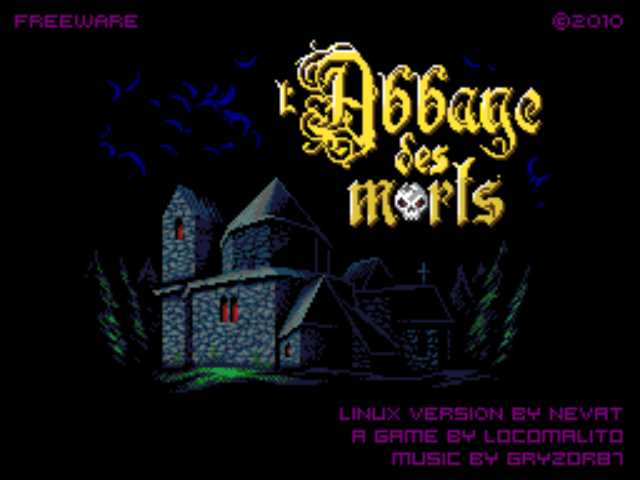 FREEWARE ©2010
L'Abbaye
des
morts
LINUX VERSION BY NEVAT
A GAME BY LOCOMALITO
MUSIC BY GRYZOR87